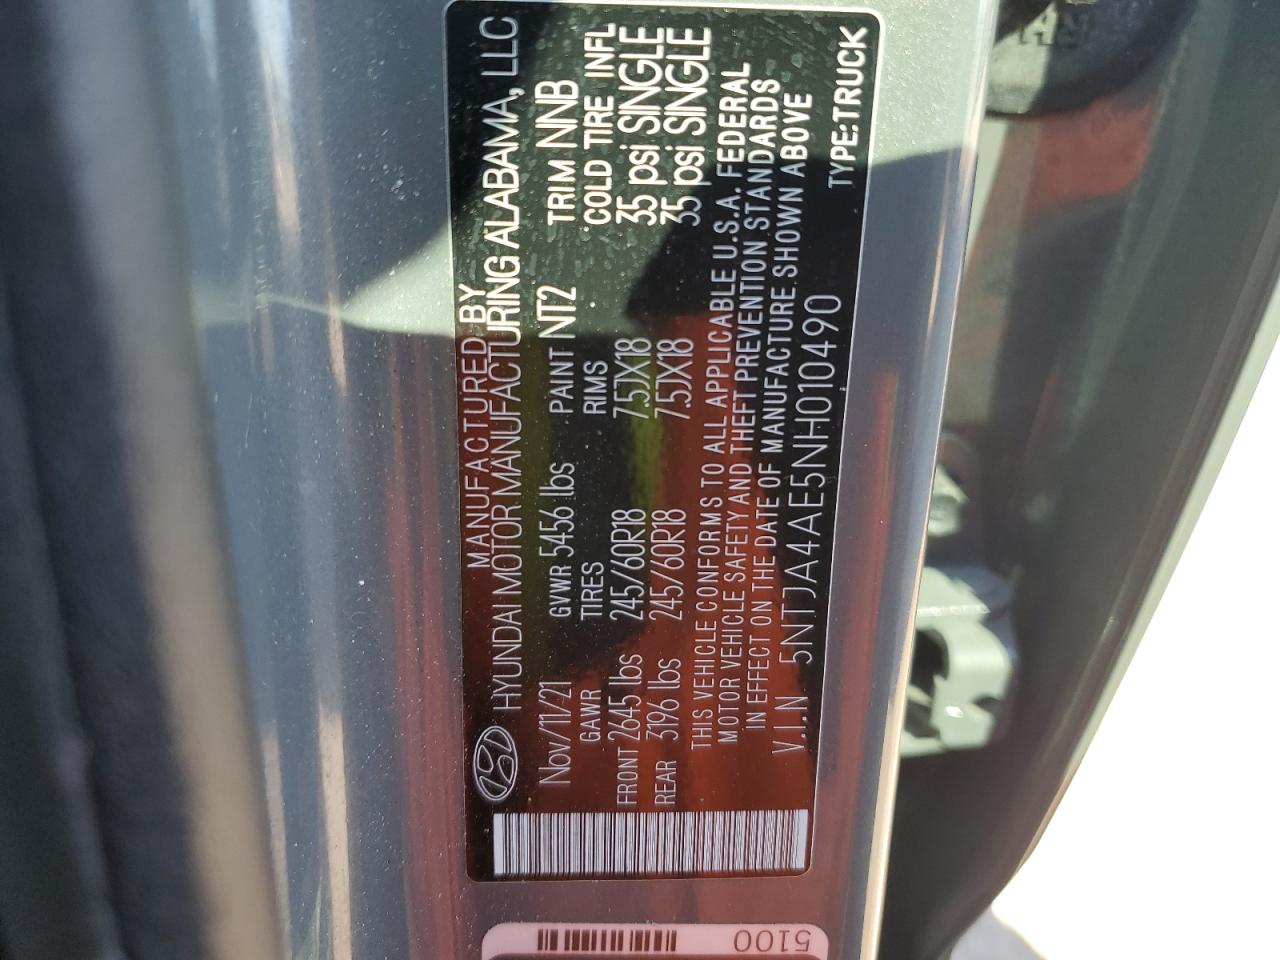 MANUFACTURED BY
HYUNDAI MOTOR MANUFACTURING ALABAMA, LLC
Nov/11/21 GVWR 5456 lbs PAINT NT2 TRIM NNB
GAWR TIRES RIMS COLD TIRE INFL
FRONT 2645 lbs 245/60R18 7.5JX18 35 psi SINGLE
REAR 3196 lbs 245/60R18 7.5JX18 35 psi SINGLE
THIS VEHICLE CONFORMS TO ALL APPLICABLE U.S.A. FEDERAL
MOTOR VEHICLE SAFETY AND THEFT PREVENTION STANDARDS
IN EFFECT ON THE DATE OF MANUFACTURE SHOWN ABOVE
V.I.N 5NTJA4AE5NH010490 TYPE:TRUCK
5100